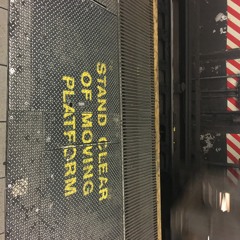 STAND CLEAR
OF MOVING
PLATFORM